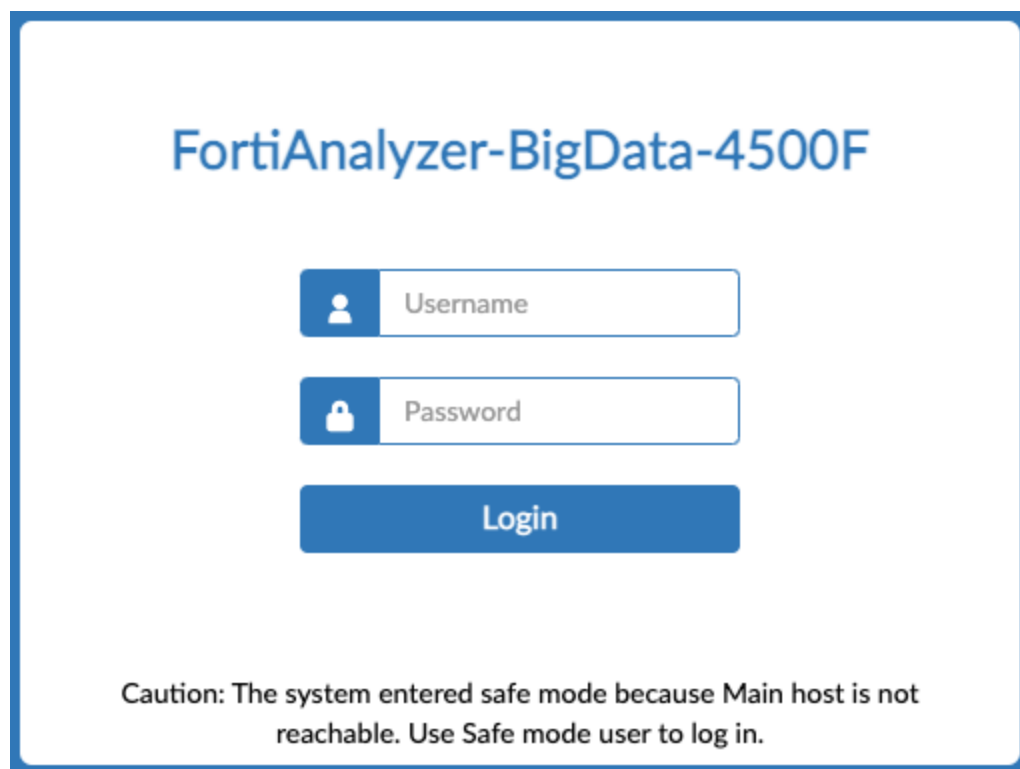 FortiAnalyzer-BigData-4500F
Username
Password
Login
Caution: The system entered safe mode because Main host is not
reachable. Use Safe mode user to log in.